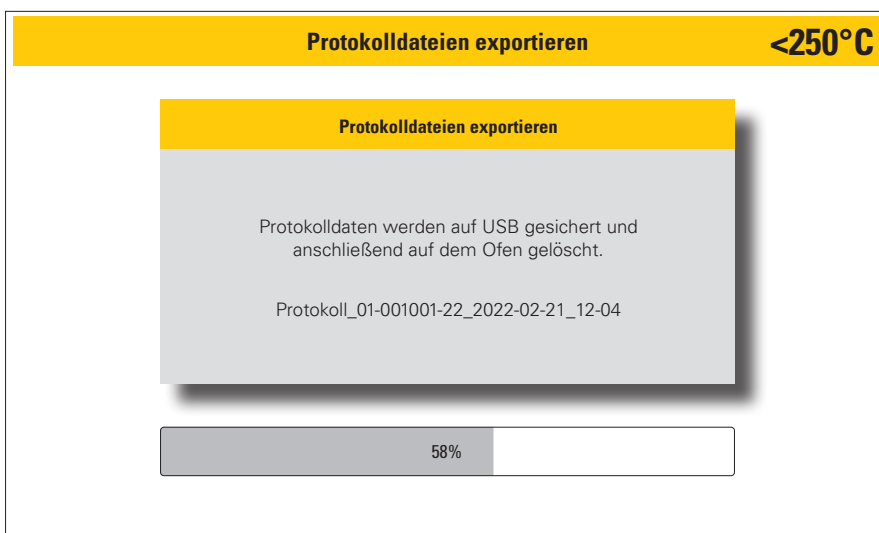 Protokolldateien exportieren <250°C
Protokolldateien exportieren
Protokolldaten werden auf USB gesichert und
anschließend auf dem Ofen gelöscht.
Protokoll_01-001001-22_2022-02-21_12-04
58%